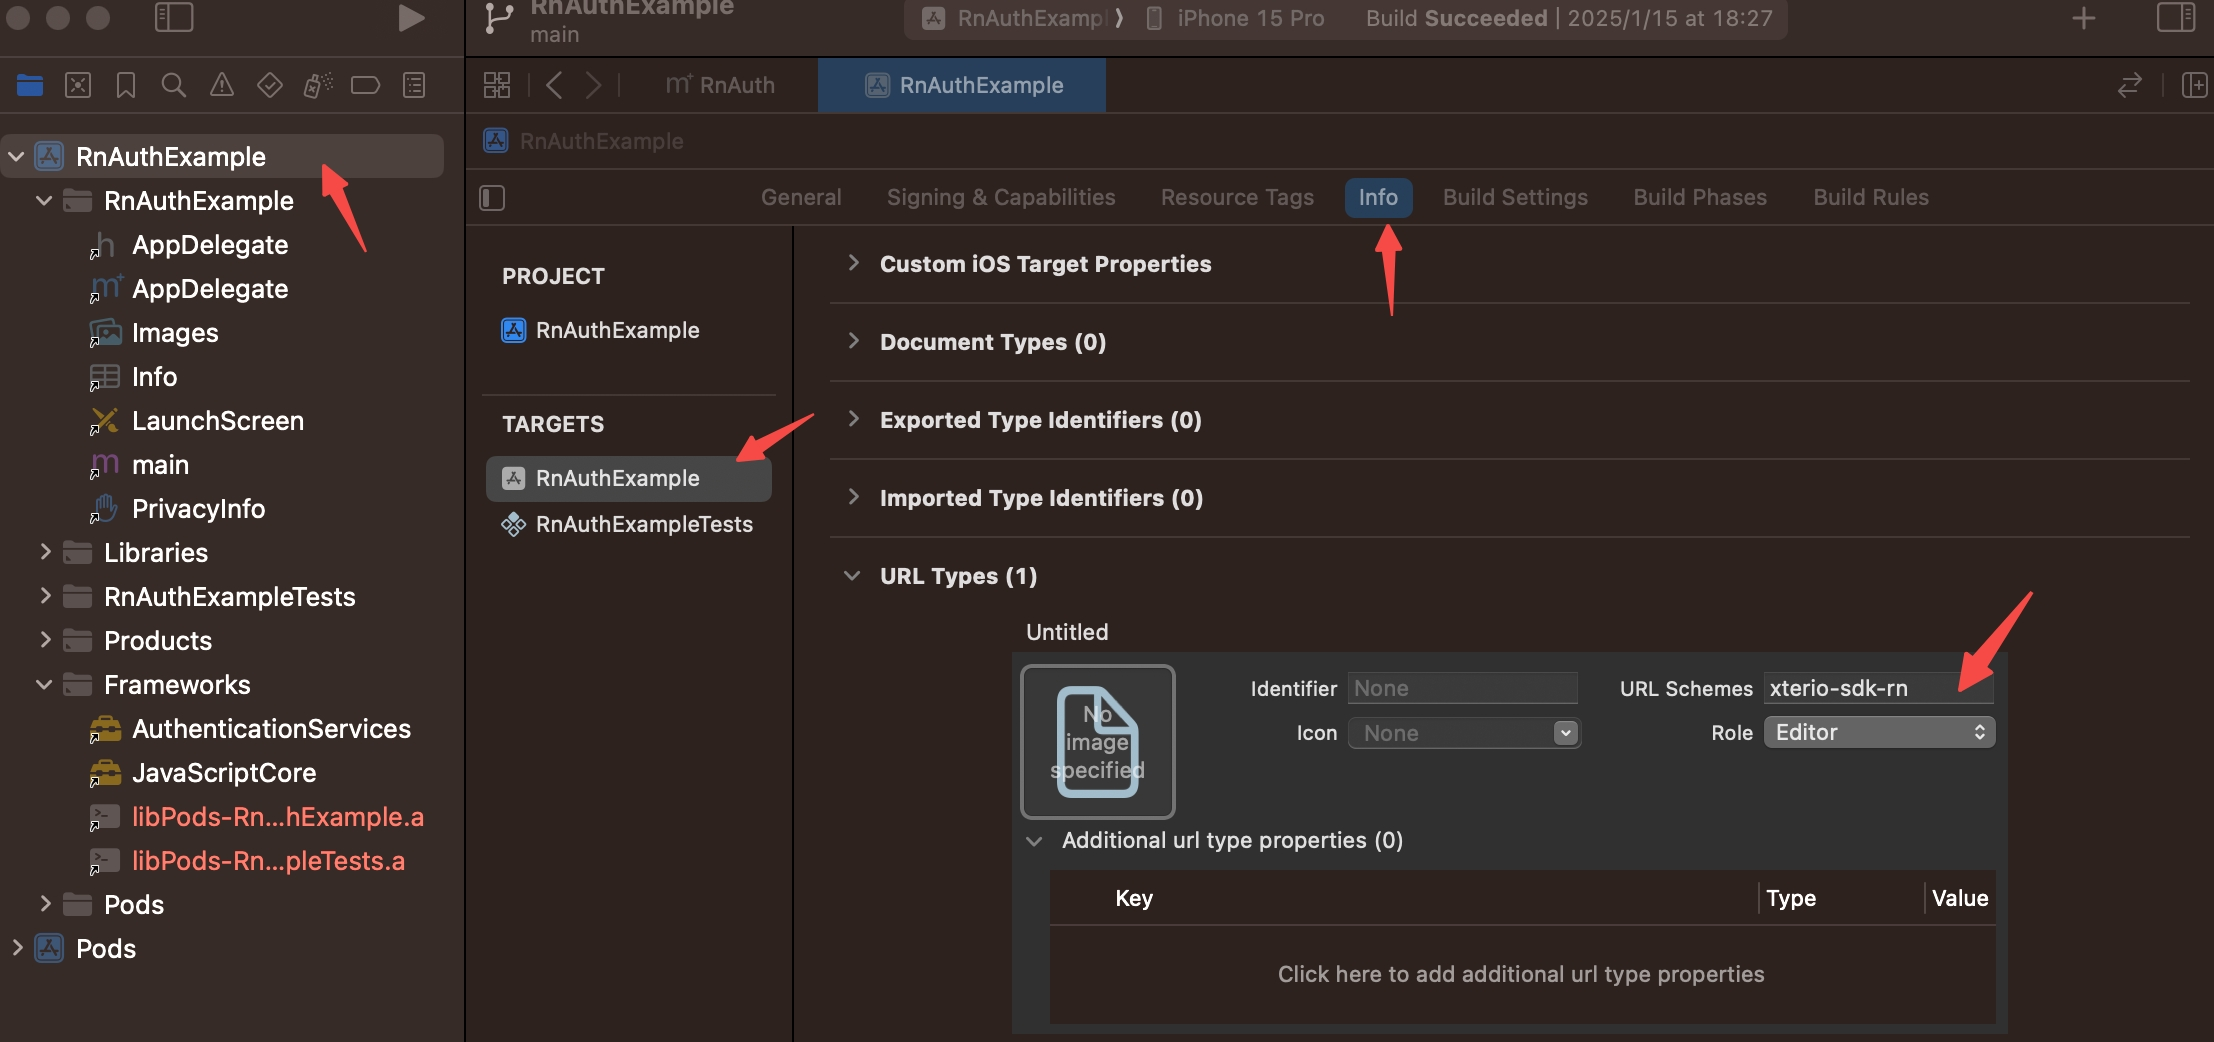 RnAuthExample
main
RnAuthExampl
iPhone 15 Pro
Build Succeeded | 2025/1/15 at 18:27
RnAuth
RnAuthExample
RnAuthExample
General
Signing & Capabilities
Resource Tags
Info
Build Settings
Build Phases
Build Rules
RnAuthExample
RnAuthExample
h AppDelegate
m+ AppDelegate
Images
Info
LaunchScreen
m main
PrivacyInfo
Libraries
RnAuthExampleTests
Products
Frameworks
AuthenticationServices
JavaScriptCore
libPods-Rn...hExample.a
libPods-Rn...pleTests.a
Pods
Pods
PROJECT
RnAuthExample
TARGETS
RnAuthExample
RnAuthExampleTests
Custom iOS Target Properties
Document Types (0)
Exported Type Identifiers (0)
Imported Type Identifiers (0)
URL Types (1)
Untitled
No
image
specified
Identifier None
URL Schemes xterio-sdk-rn
Icon None
Role Editor
Additional url type properties (0)
Key Type Value
Click here to add additional url type properties